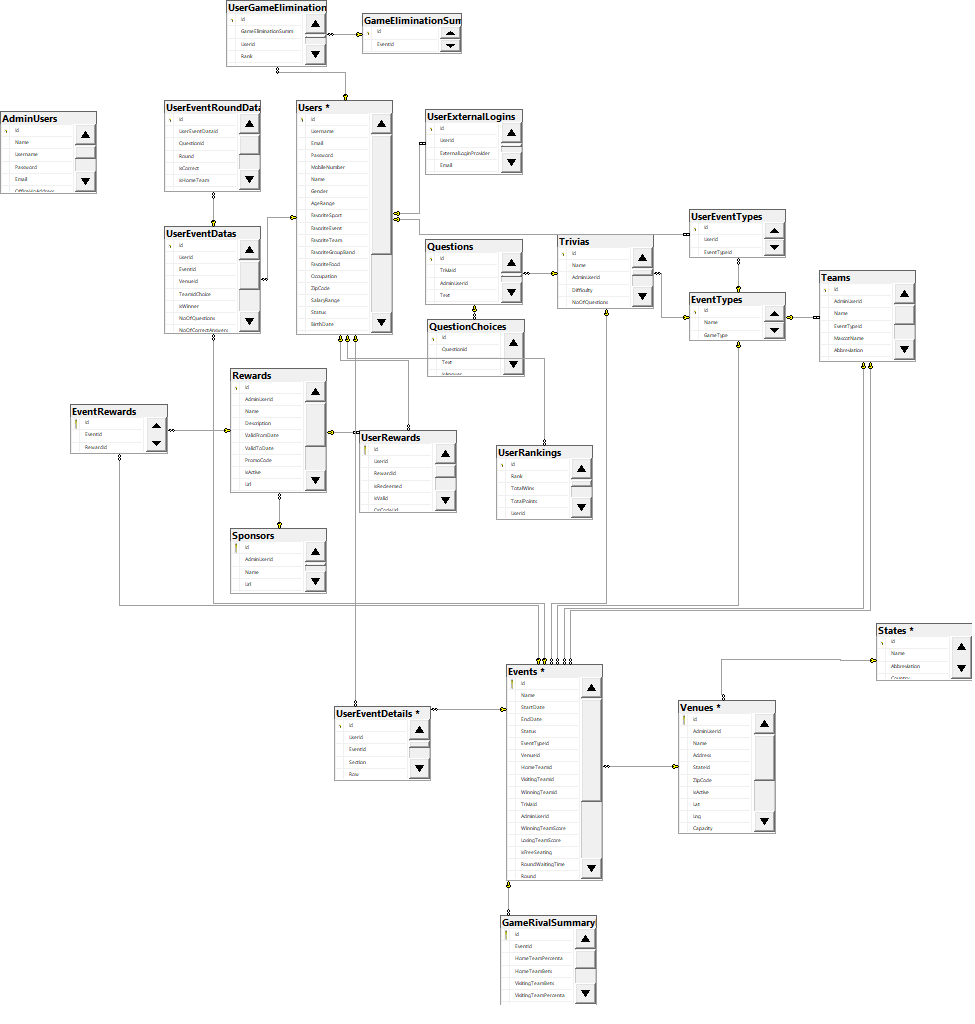 UserGameElimination
Id
GameEliminationSumm
UserId
Rank
GameEliminationSum
Id
EventId
AdminUsers
Id
Name
Username
Password
Email
UserEventRoundData
Id
UserEventDataId
QuestionId
Round
IsCorrect
IsHomeTeam
Users *
Id
Username
Email
Password
MobileNumber
Name
Gender
AgeRange
FavoriteSport
FavoriteEvent
FavoriteTeam
FavoriteGroupBand
FavoriteFood
Occupation
ZipCode
SalaryRange
Status
BirthDate
UserExternalLogins
Id
UserId
ExternalLoginProvider
Email
UserEventDatas
Id
UserId
EventId
VenueId
TeamIdChoice
IsWinner
NoOfQuestions
NoOfCorrectAnswers
Questions
Id
TriviaId
AdminUserId
Text
Trivias
Id
Name
AdminUserId
Difficulty
NoOfQuestions
UserEventTypes
Id
UserId
EventTypeId
EventTypes
Id
Name
GameType
Teams
Id
AdminUserId
Name
EventTypeId
MascotName
Abbreviation
QuestionChoices
Id
QuestionId
Text
IsAnswer
Rewards
Id
AdminUserId
Name
Description
ValidFromDate
ValidToDate
PromoCode
IsActive
Url
EventRewards
Id
EventId
RewardId
UserRewards
Id
UserId
RewardId
IsRedeemed
IsValid
UserRankings
Id
Rank
TotalWins
TotalPoints
UserId
Sponsors
Id
AdminUserId
Name
Url
States *
Id
Name
Abbreviation
Country
Events *
Id
Name
StartDate
EndDate
Status
EventTypeId
VenueId
HomeTeamId
VisitingTeamId
WinningTeamId
TriviaId
AdminUserId
WinningTeamScore
LosingTeamScore
IsFreeSeating
RoundWaitingTime
Round
UserEventDetails *
Id
UserId
EventId
Section
Row
Venues *
Id
AdminUserId
Name
Address
StateId
ZipCode
IsActive
Lat
Lng
Capacity
GameRivalSummary
Id
EventId
HomeTeamPercenta
HomeTeamBets
VisitingTeamBets
VisitingTeamPercenta